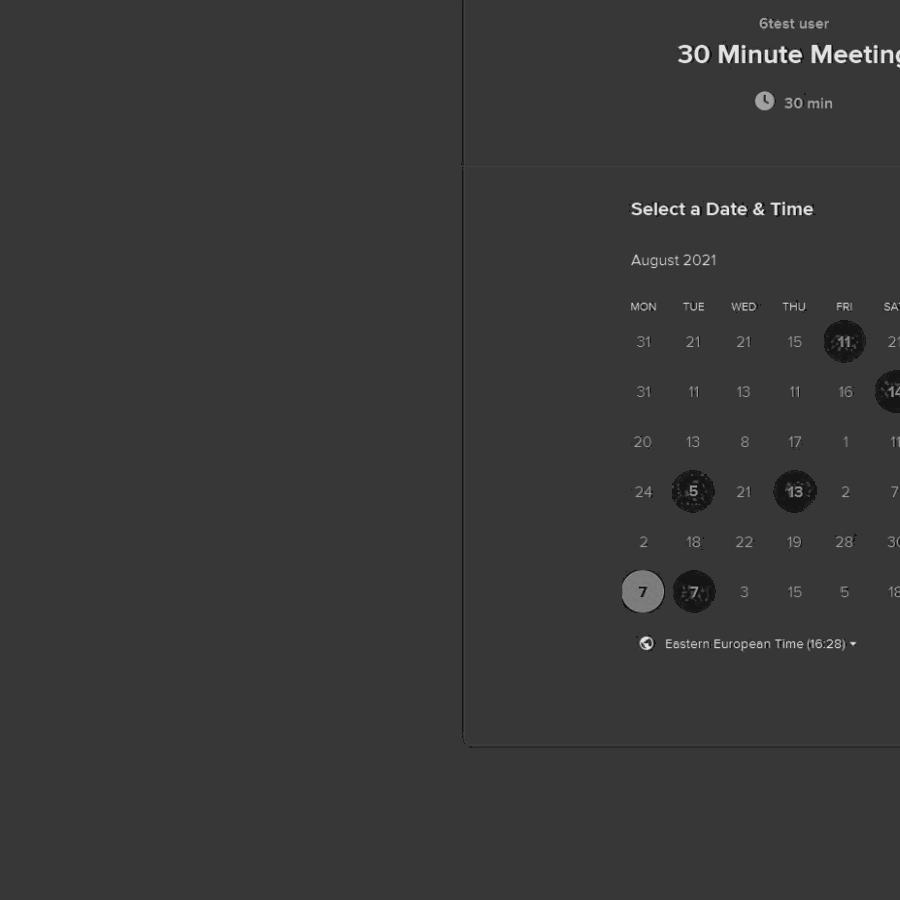 6test user
30 Minute Meeting
30 min
Select a Date & Time
August 2021
MON TUE WED THU FRI SA
31 21 21 15 11 21
31 11 13 11 16 14
20 13 8 17 1 11
24 5 21 13 2 7
2 18 22 19 28 30
7 7 3 15 5 18
Eastern European Time (16:28)